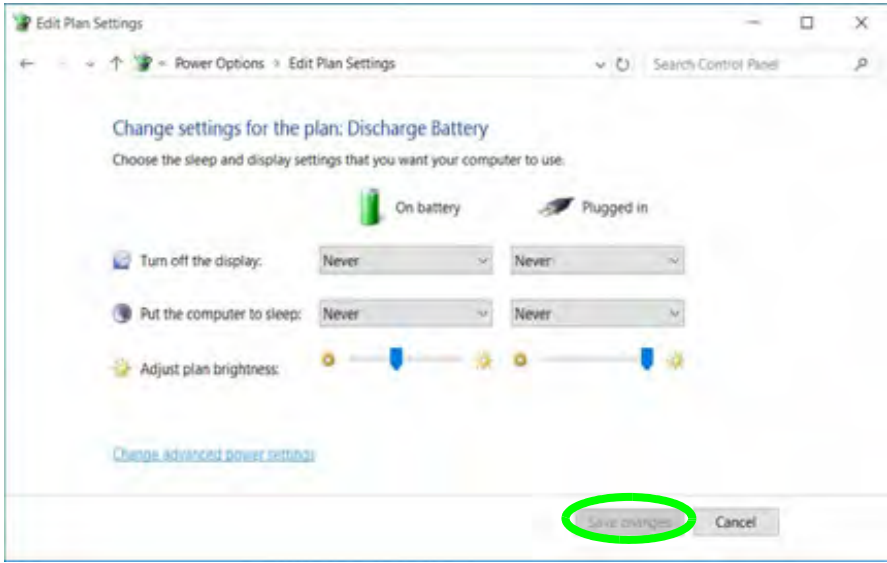 Edit Plan Settings
Power Options > Edit Plan Settings Search Control Panel
Change settings for the plan: Discharge Battery
Choose the sleep and display settings that you want your computer to use.
On battery Plugged in
Turn off the display: Never Never
Put the computer to sleep: Never Never
Adjust plan brightness:
Change advanced power settings
Save changes Cancel